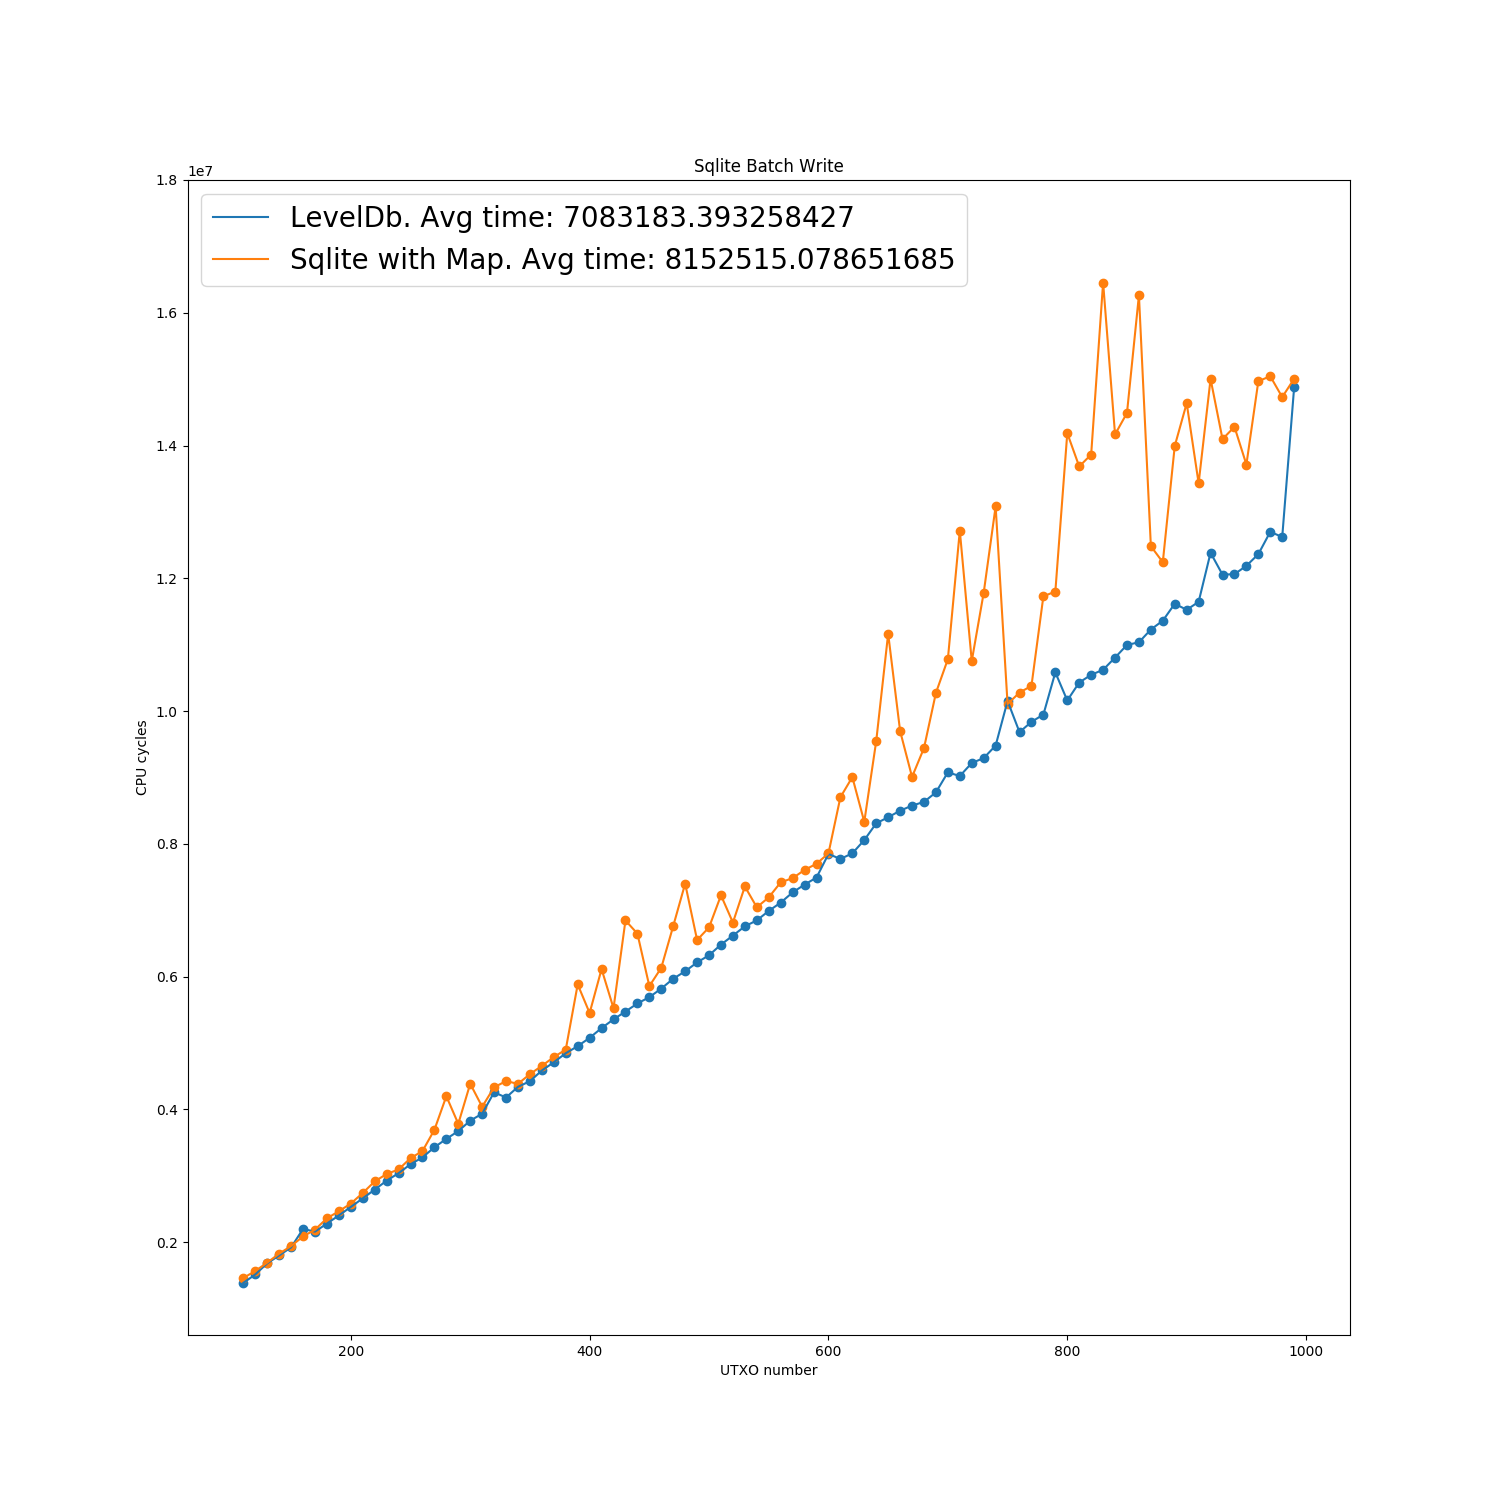 Sqlite Batch Write
1e7
LevelDb. Avg time: 7083183.393258427
Sqlite with Map. Avg time: 8152515.078651685
1.8
1.6
1.4
1.2
1.0
0.8
0.6
0.4
0.2
CPU cycles
200 400 600 800 1000
UTXO number